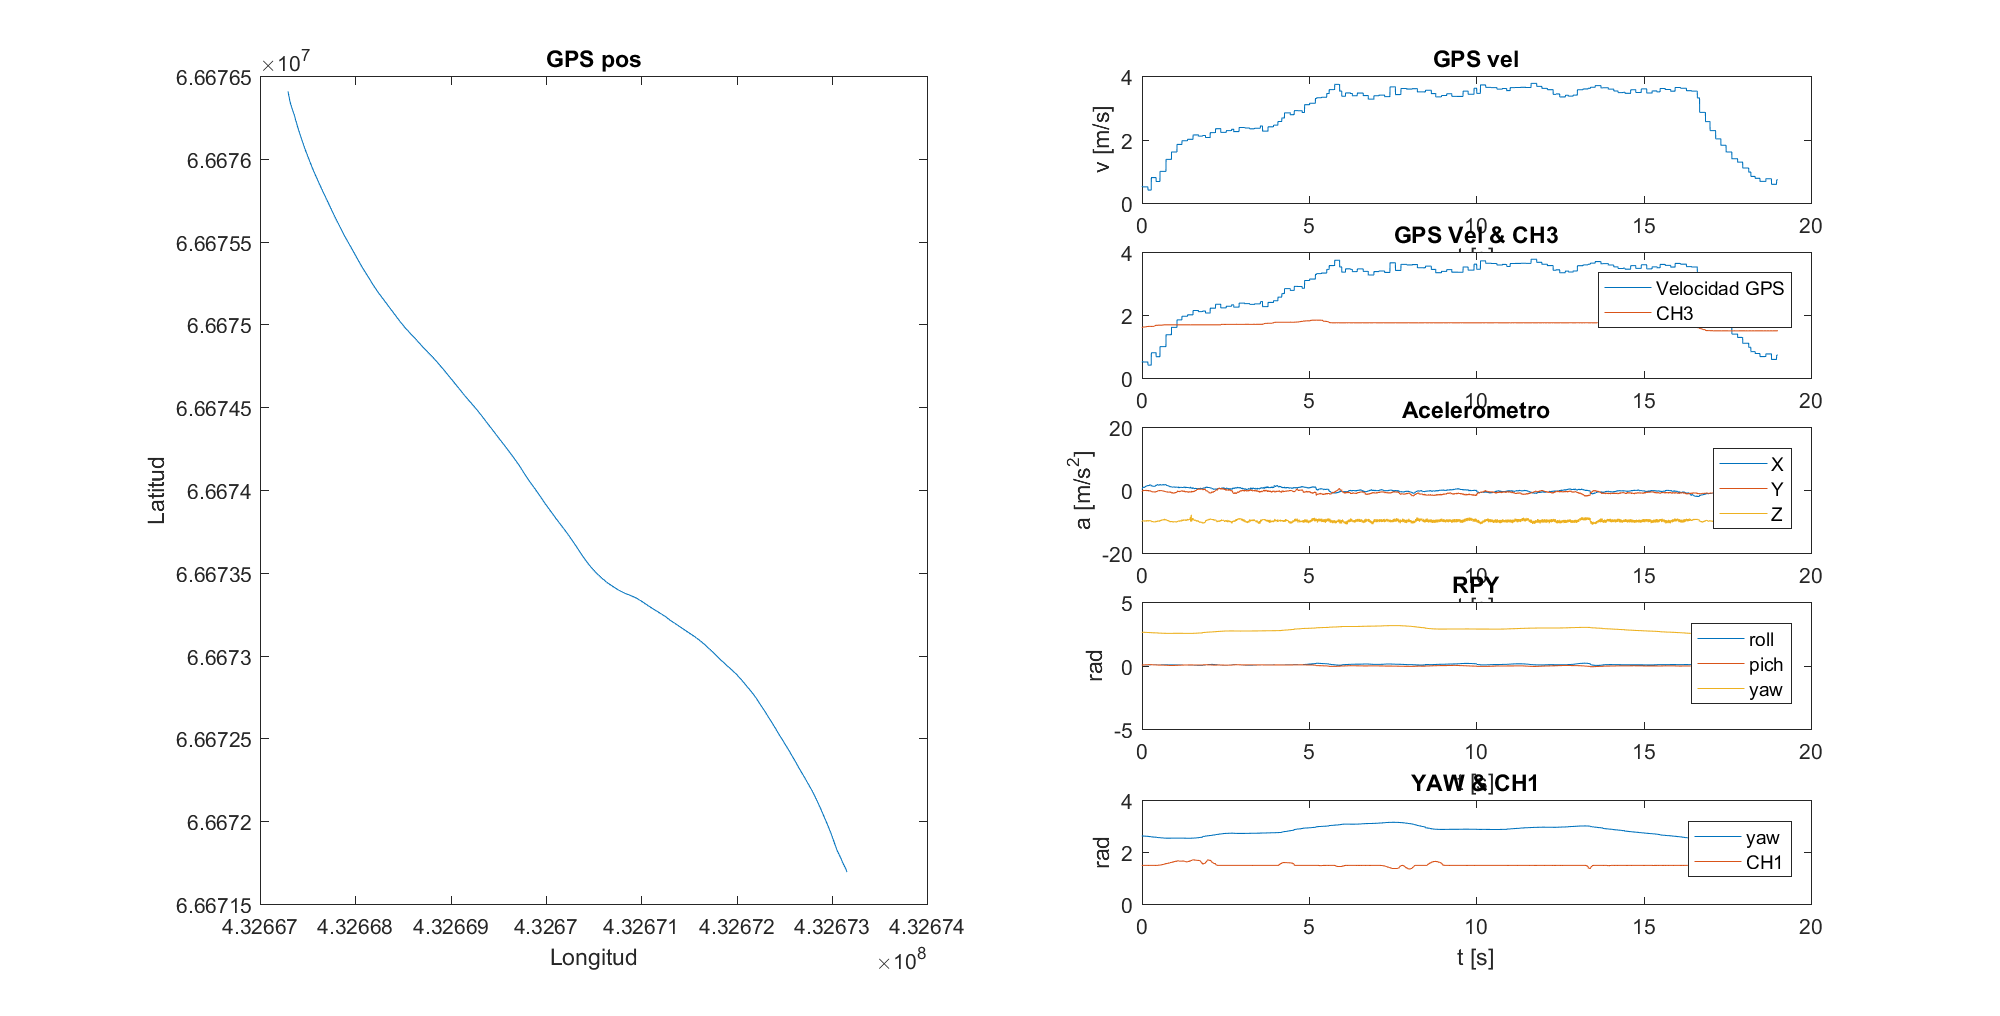 GPS pos
×10⁷
6.66765
6.6676
6.66755
6.6675
6.66745
6.6674
6.66735
6.6673
6.66725
6.6672
6.66715
Latitud
4.32667 4.32668 4.32669 4.3267 4.32671 4.32672 4.32673 4.32674
Longitud
×10⁸
GPS vel
v [m/s]
4
2
0
0 5 10 15 20
GPS Vel & CH3
4
2
0
Velocidad GPS
CH3
0 5 10 15 20
Acelerometro
a [m/s²]
20
0
-20
X
Y
Z
0 5 10 15 20
RPY
rad
5
0
-5
roll
pich
yaw
0 5 10 15 20
t [s]
YAW & CH1
rad
4
2
0
yaw
CH1
0 5 10 15 20
t [s]